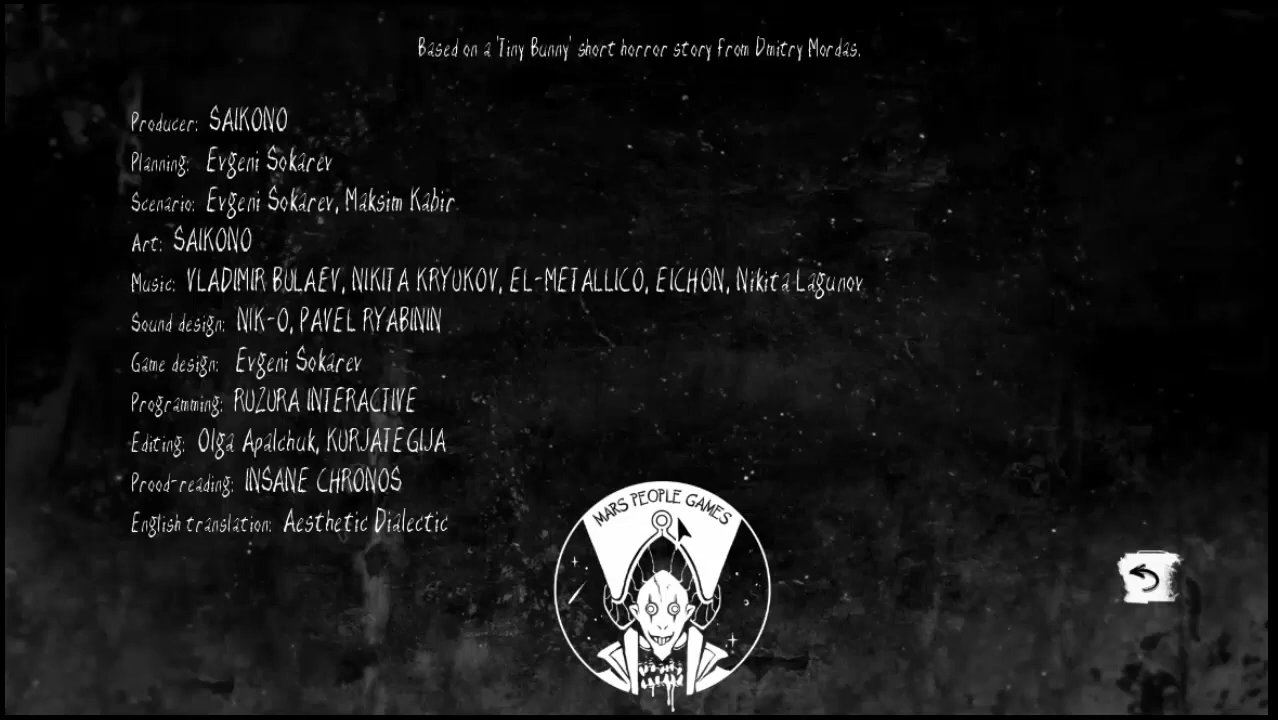 Based on a 'Tiny Bunny' short horror story from Dmitry Mordas.
Producer: SAIKONO
Planning: Evgeni Sokarev
Scenario: Evgeni Sokarev, Maksim Kabir
Art: SAIKONO
Music: VLADIMIR BULAEV, NIKITA KRYUKOV, EL-METALLICO, EICHON, Nikita Lagunov
Sound design: NIK-O, PAVEL RYABININ
Game design: Evgeni Sokarev
Programming: RUZURA INTERACTIVE
Editing: Olga Apalchuk, KURJATEGIJA
Prood-reading: INSANE CHRONOS
English translation: Aesthetic Dialectic
MARS PEOPLE GAMES